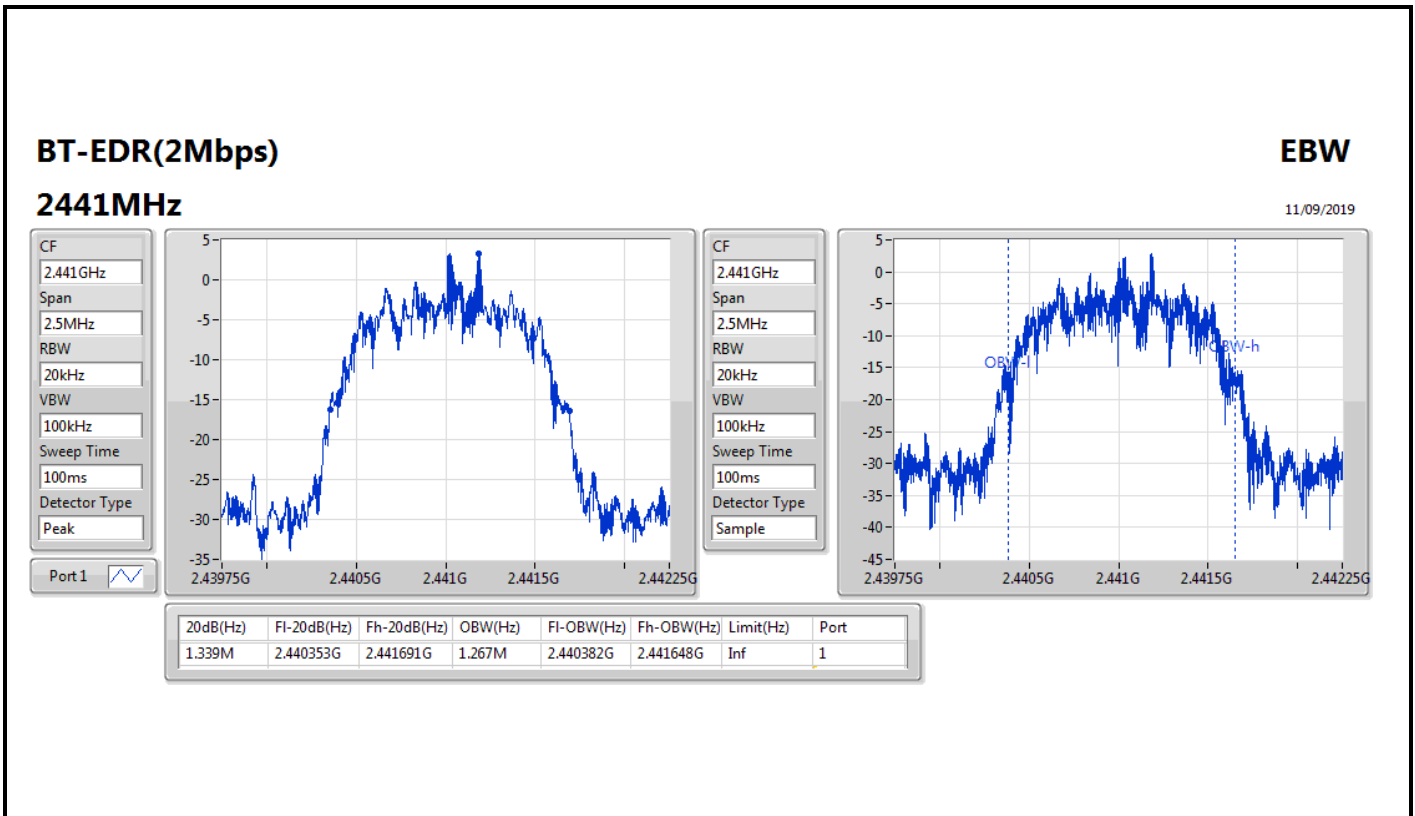 BT-EDR(2Mbps)
EBW
2441MHz
11/09/2019
CF
2.441GHz
Span
2.5MHz
RBW
20kHz
VBW
100kHz
Sweep Time
100ms
Detector Type
Peak
Port 1
5
0
-5
-10
-15
-20
-25
-30
-35
2.43975G 2.4405G 2.441G 2.4415G 2.44225G
CF
2.441GHz
Span
2.5MHz
RBW
20kHz
VBW
100kHz
Sweep Time
100ms
Detector Type
Sample
5
0
-5
-10
-15
-20
-25
-30
-35
-40
-45
OBW-l
OBW-h
2.43975G 2.4405G 2.441G 2.4415G 2.44225G
20dB(Hz) Fl-20dB(Hz) Fh-20dB(Hz) OBW(Hz) Fl-OBW(Hz) Fh-OBW(Hz) Limit(Hz) Port
1.339M 2.440353G 2.441691G 1.267M 2.440382G 2.441648G Inf 1